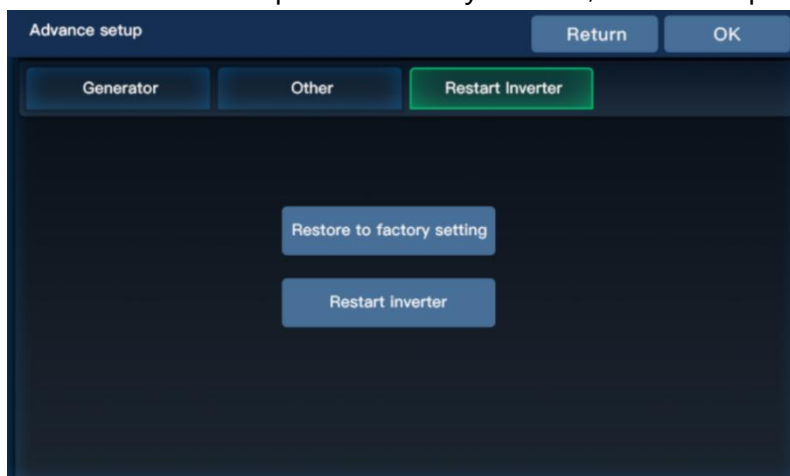 Advance setup Return OK
Generator Other Restart Inverter
Restore to factory setting
Restart inverter